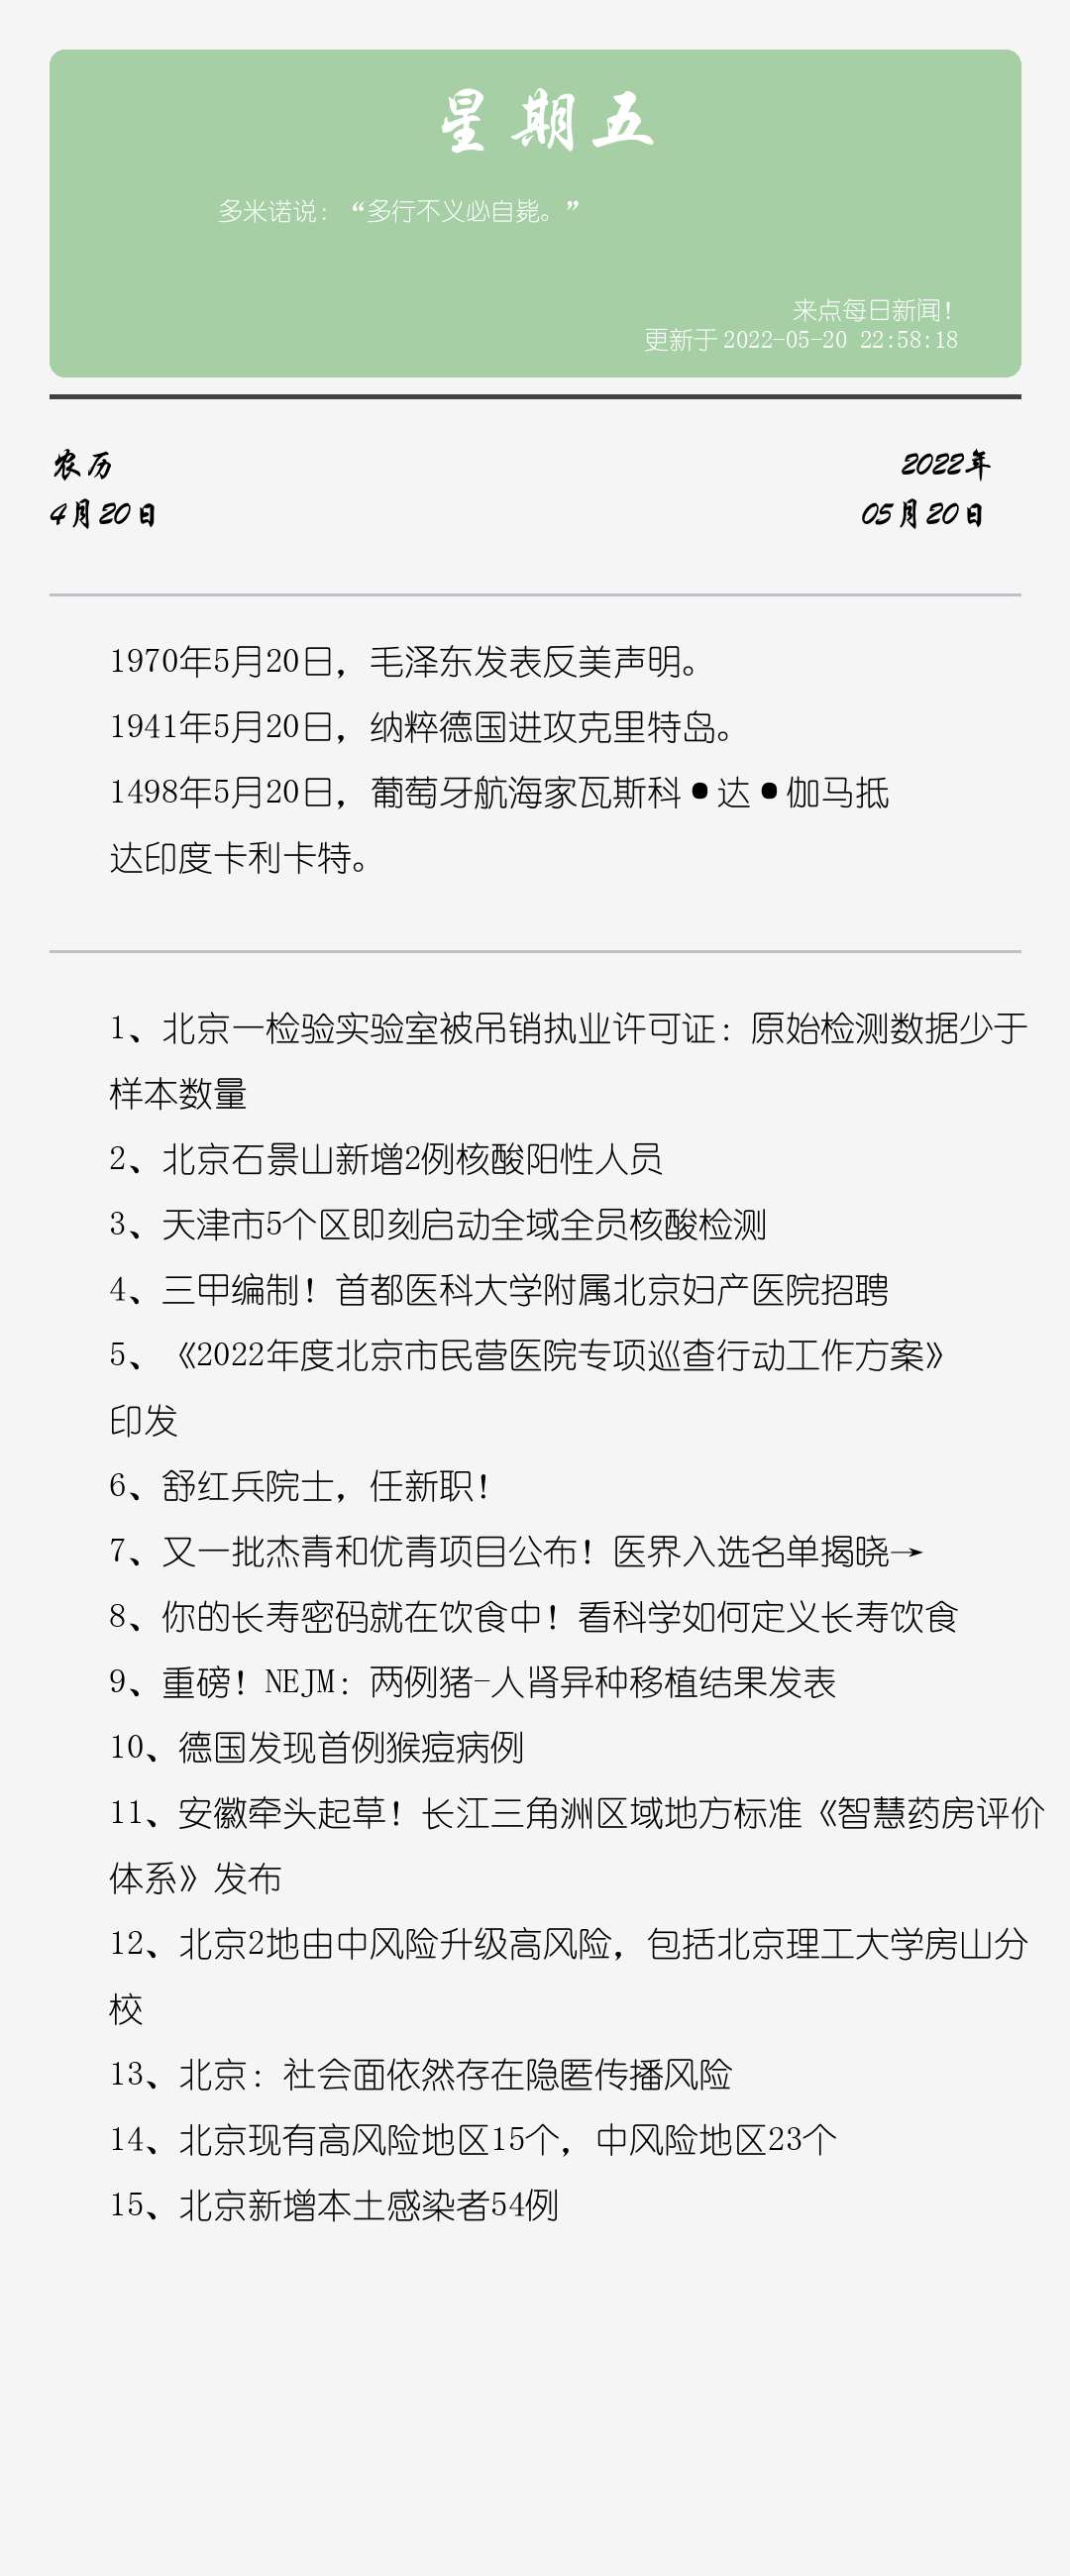 星期五
多米诺说：“多行不义必自毙。”
来点每日新闻！
更新于 2022-05-20 22:58:18
农历
2022年
4月20日
05月20日
1970年5月20日，毛泽东发表反美声明。
1941年5月20日，纳粹德国进攻克里特岛。
1498年5月20日，葡萄牙航海家瓦斯科•达•伽马抵
达印度卡利卡特。
1、北京一检验实验室被吊销执业许可证：原始检测数据少于
样本数量
2、北京石景山新增2例核酸阳性人员
3、天津市5个区即刻启动全域全员核酸检测
4、三甲编制！首都医科大学附属北京妇产医院招聘
5、《2022年度北京市民营医院专项巡查行动工作方案》
印发
6、舒红兵院士，任新职！
7、又一批杰青和优青项目公布！医界入选名单揭晓→
8、你的长寿密码就在饮食中！看科学如何定义长寿饮食
9、重磅！NEJM：两例猪-人肾异种移植结果发表
10、德国发现首例猴痘病例
11、安徽牵头起草！长江三角洲区域地方标准《智慧药房评价
体系》发布
12、北京2地由中风险升级高风险，包括北京理工大学房山分
校
13、北京：社会面依然存在隐匿传播风险
14、北京现有高风险地区15个，中风险地区23个
15、北京新增本土感染者54例